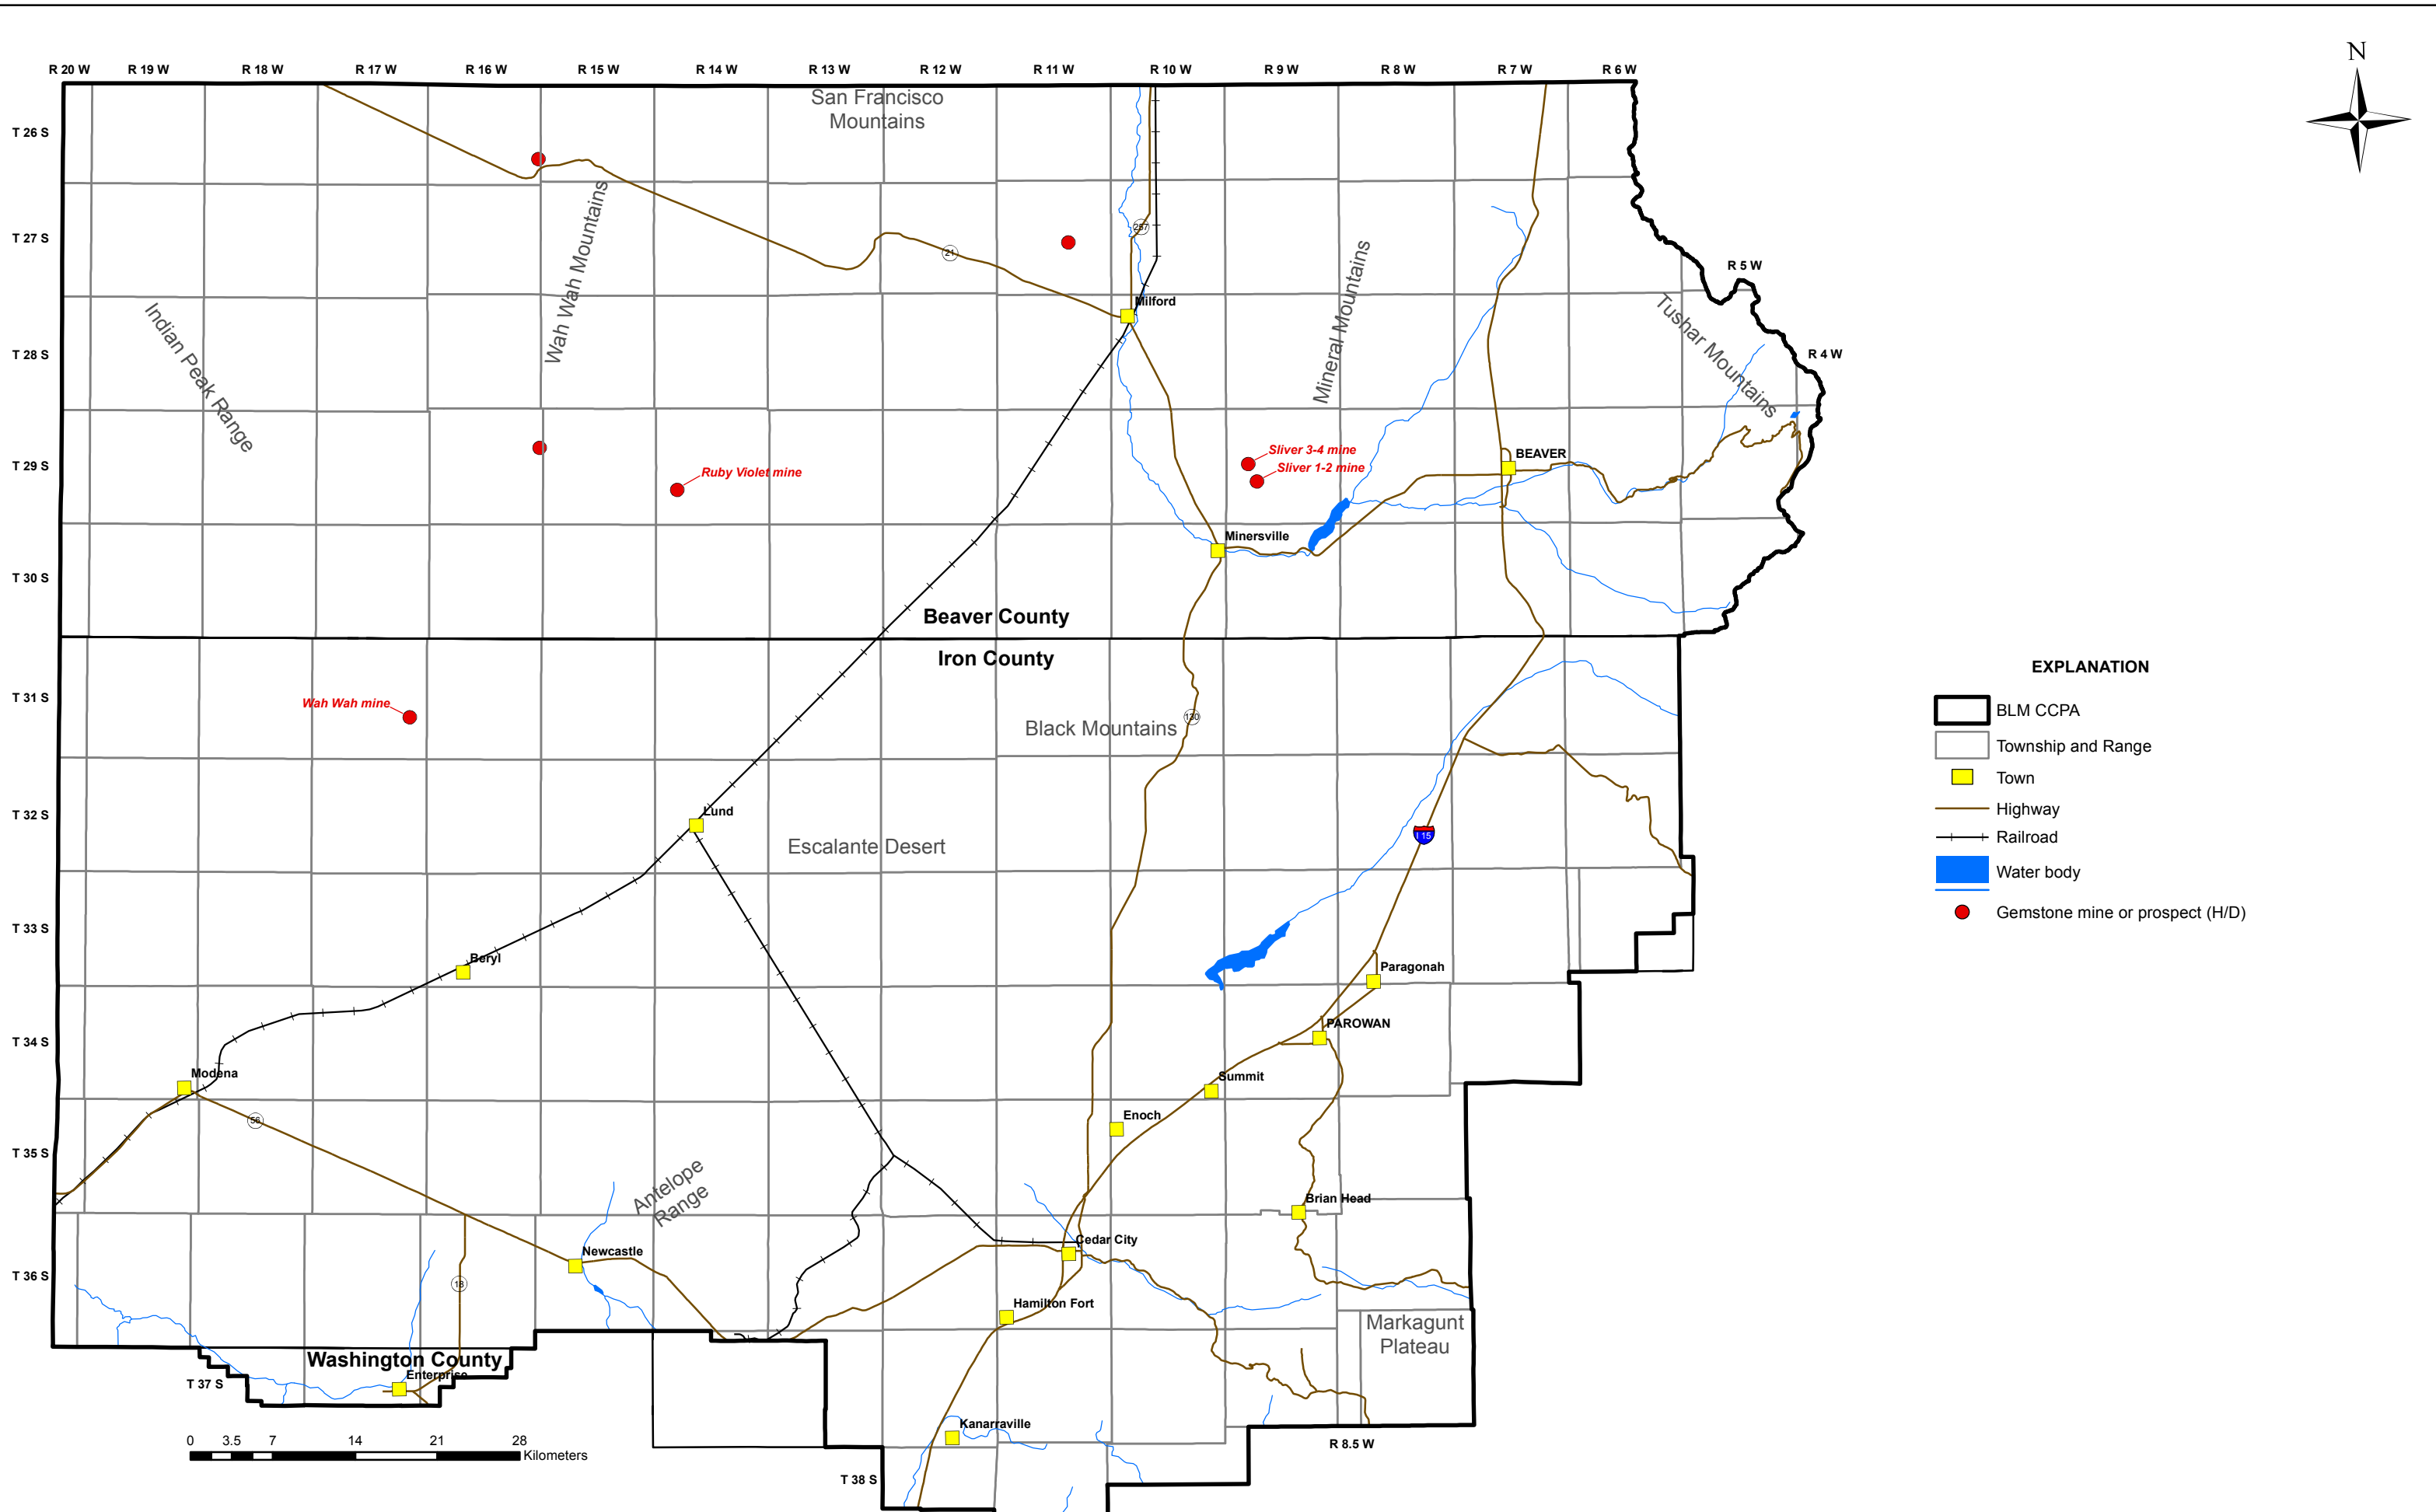 N
R 20 W
R 19 W
R 18 W
R 17 W
R 16 W
R 15 W
R 14 W
R 13 W
R 12 W
R 11 W
R 10 W
R 9 W
R 8 W
R 7 W
R 6 W
San Francisco
Mountains
T 26 S
T 27 S
257
21
Wah Wah Mountains
Mineral Mountains
R 5 W
Milford
Indian Peak Range
Tushar Mountains
T 28 S
R 4 W
T 29 S
Sliver 3-4 mine
BEAVER
Sliver 1-2 mine
Ruby Violet mine
Minersville
T 30 S
Beaver County
Iron County
EXPLANATION
T 31 S
Wah Wah mine
BLM CCPA
130
Black Mountains
Township and Range
Town
T 32 S
Lund
Highway
I 15
Railroad
Escalante Desert
Water body
Gemstone mine or prospect (H/D)
T 33 S
Beryl
Paragonah
PAROWAN
T 34 S
Modena
Summit
56
Enoch
T 35 S
Antelope
Range
Brian Head
Cedar City
Newcastle
T 36 S
18
Hamilton Fort
Markagunt
Plateau
Washington County
Enterprise
T 37 S
Kanarraville
R 8.5 W
0 3.5 7 14 21 28
Kilometers
T 38 S